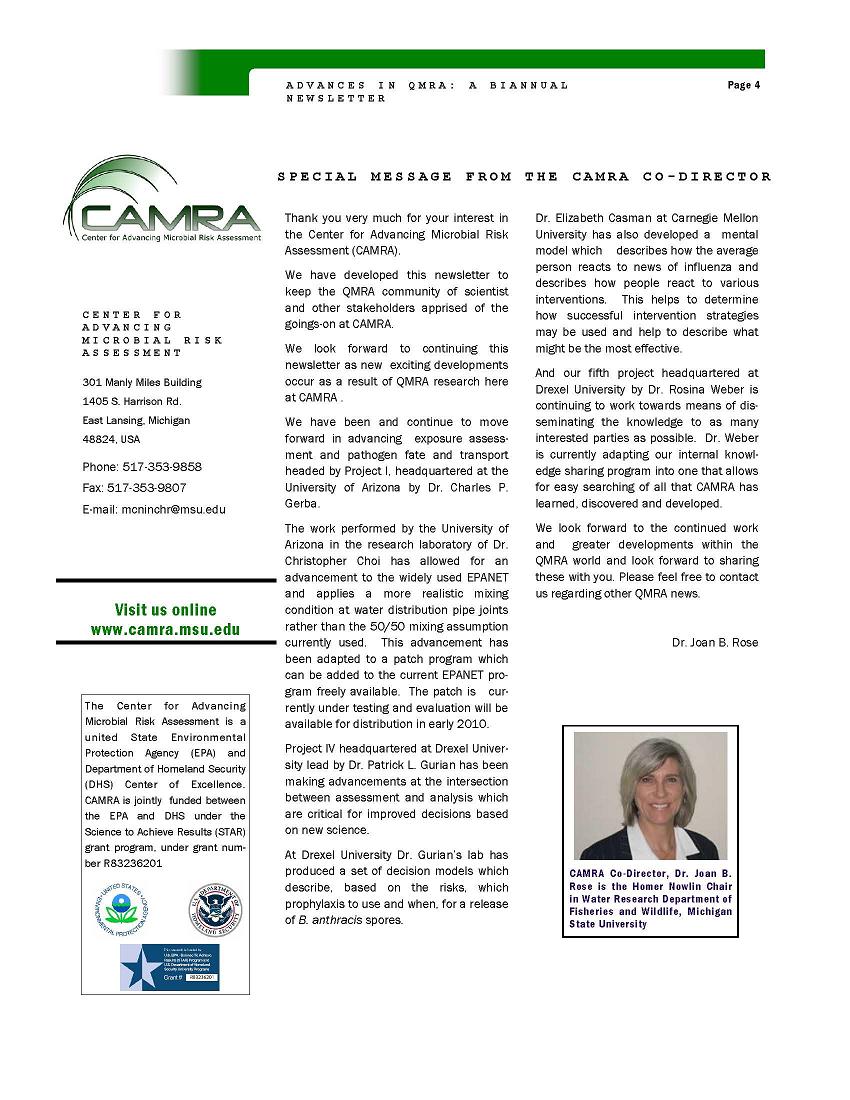 ADVANCES IN QMRA: A BIANNUAL
NEWSLETTER
Page 4
CAMRA
Center for Advancing Microbial Risk Assessment
CENTER FOR
ADVANCING
MICROBIAL RISK
ASSESSMENT
301 Manly Miles Building
1405 S. Harrison Rd.
East Lansing, Michigan
48824, USA
Phone: 517-353-9858
Fax: 517-353-9807
E-mail: mcninchr@msu.edu
Visit us online
www.camra.msu.edu
The Center for Advancing
Microbial Risk Assessment is a
united State Environmental
Protection Agency (EPA) and
Department of Homeland Security
(DHS) Center of Excellence.
CAMRA is jointly funded between
the EPA and DHS under the
Science to Achieve Results (STAR)
grant program, under grant num-
ber R83236201
UNITED STATES
ENVIRONMENTAL PROTECTION AGENCY
U.S. DEPARTMENT OF
HOMELAND SECURITY
This research is funded by
U.S. EPA - Science To Achieve
Results (STAR) Program and
U.S. Department of Homeland
Security University Programs
Grant # R83236201
SPECIAL MESSAGE FROM THE CAMRA CO-DIRECTOR
Thank you very much for your interest in
the Center for Advancing Microbial Risk
Assessment (CAMRA).
We have developed this newsletter to
keep the QMRA community of scientist
and other stakeholders apprised of the
goings-on at CAMRA.
We look forward to continuing this
newsletter as new exciting developments
occur as a result of QMRA research here
at CAMRA .
We have been and continue to move
forward in advancing exposure assess-
ment and pathogen fate and transport
headed by Project I, headquartered at the
University of Arizona by Dr. Charles P.
Gerba.
The work performed by the University of
Arizona in the research laboratory of Dr.
Christopher Choi has allowed for an
advancement to the widely used EPANET
and applies a more realistic mixing
condition at water distribution pipe joints
rather than the 50/50 mixing assumption
currently used. This advancement has
been adapted to a patch program which
can be added to the current EPANET pro-
gram freely available. The patch is cur-
rently under testing and evaluation will be
available for distribution in early 2010.
Project IV headquartered at Drexel Univer-
sity lead by Dr. Patrick L. Gurian has been
making advancements at the intersection
between assessment and analysis which
are critical for improved decisions based
on new science.
At Drexel University Dr. Gurian's lab has
produced a set of decision models which
describe, based on the risks, which
prophylaxis to use and when, for a release
of B. anthracis spores.
Dr. Elizabeth Casman at Carnegie Mellon
University has also developed a mental
model which describes how the average
person reacts to news of influenza and
describes how people react to various
interventions. This helps to determine
how successful intervention strategies
may be used and help to describe what
might be the most effective.
And our fifth project headquartered at
Drexel University by Dr. Rosina Weber is
continuing to work towards means of dis-
seminating the knowledge to as many
interested parties as possible. Dr. Weber
is currently adapting our internal knowl-
edge sharing program into one that allows
for easy searching of all that CAMRA has
learned, discovered and developed.
We look forward to the continued work
and greater developments within the
QMRA world and look forward to sharing
these with you. Please feel free to contact
us regarding other QMRA news.
Dr. Joan B. Rose
CAMRA Co-Director, Dr. Joan B.
Rose is the Homer Nowlin Chair
in Water Research Department of
Fisheries and Wildlife, Michigan
State University